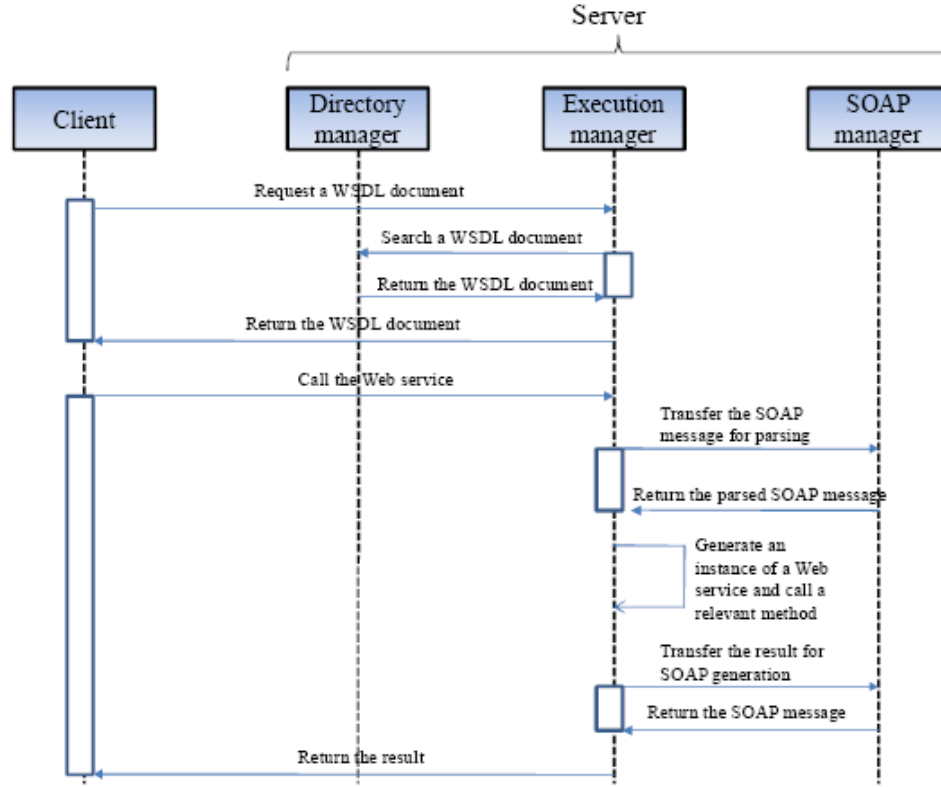 Server
Client
Directory
manager
Execution
manager
SOAP
manager
Request a WSDL document
Search a WSDL document
Return the WSDL document
Return the WSDL document
Call the Web service
Transfer the SOAP
message for parsing
Return the parsed SOAP message
Generate an
instance of a Web
service and call a
relevant method
Transfer the result for
SOAP generation
Return the SOAP message
Return the result